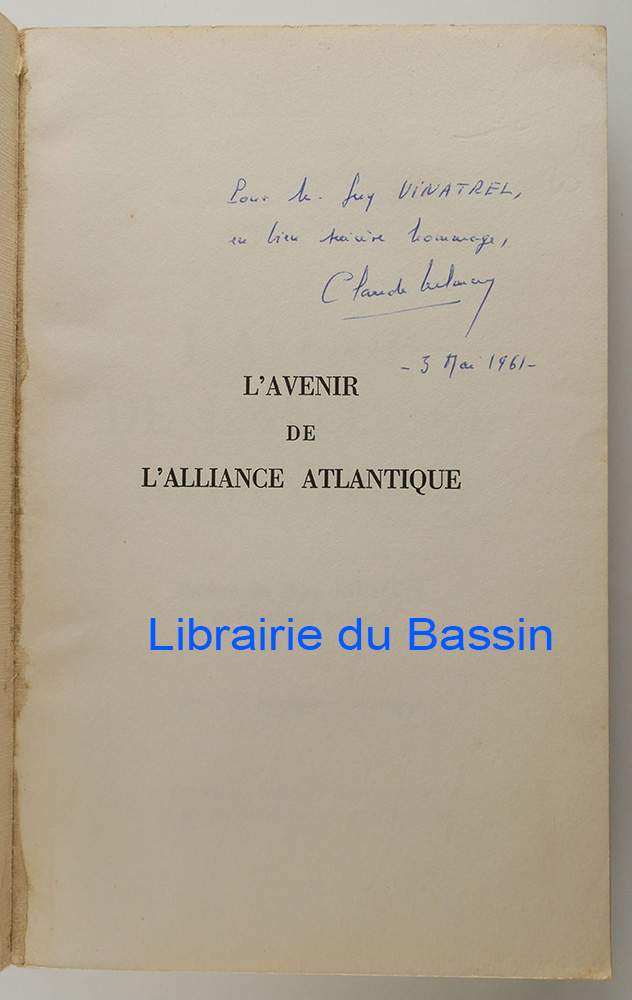 Pour M. Guy VINATREL,
en bien sincère hommage,
Claude Delmas
- 3 Mai 1961 -
L'AVENIR
DE
L'ALLIANCE ATLANTIQUE
Librairie du Bassin